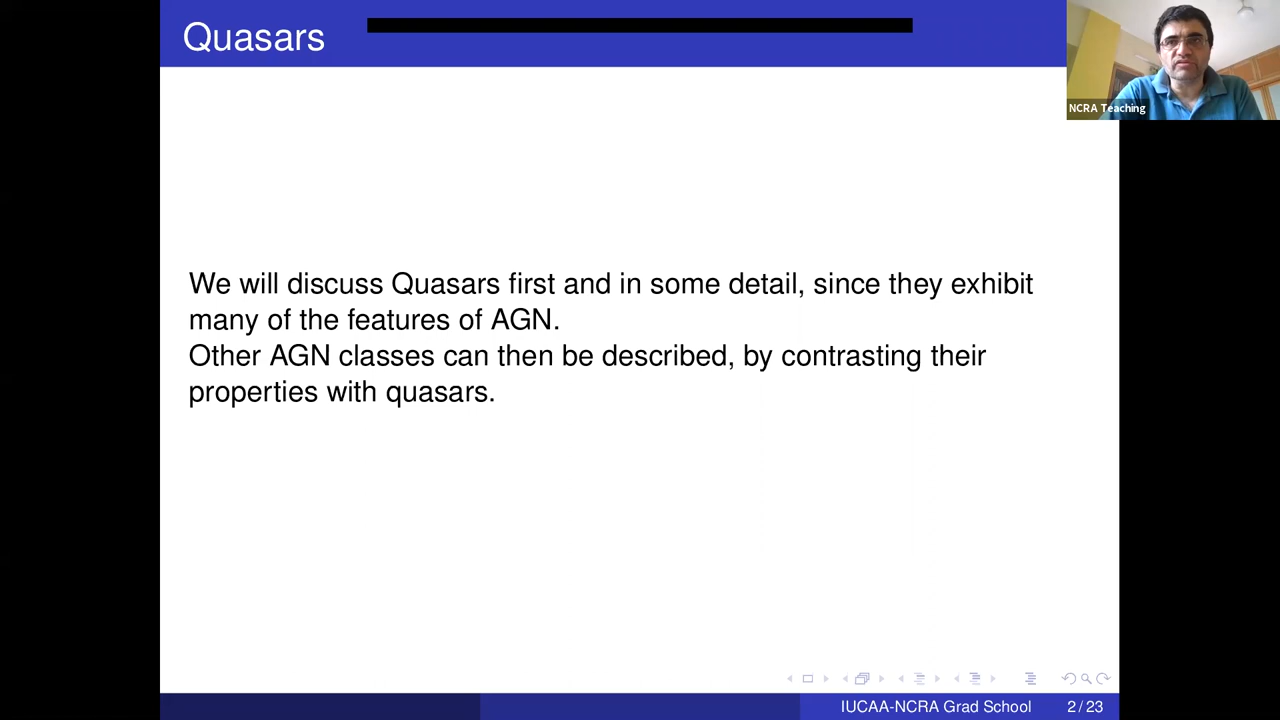 Quasars
NCRA Teaching
We will discuss Quasars first and in some detail, since they exhibit
many of the features of AGN.
Other AGN classes can then be described, by contrasting their
properties with quasars.
IUCAA-NCRA Grad School 2 / 23